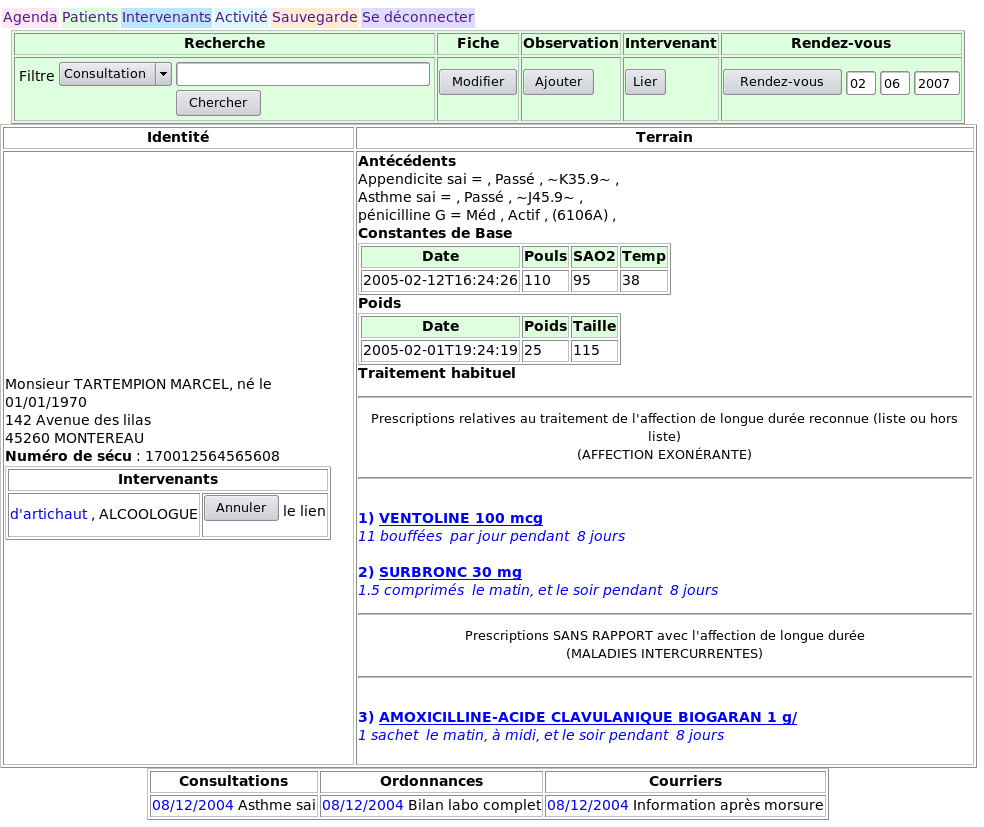 Agenda Patients Intervenants Activité Sauvegarde Se déconnecter
Recherche Fiche Observation Intervenant Rendez-vous
Filtre Consultation Modifier Ajouter Lier Rendez-vous 02 06 2007
Chercher
Identité Terrain
Monsieur TARTEMPION MARCEL, né le
01/01/1970
142 Avenue des lilas
45260 MONTEREAU
Numéro de sécu : 170012564565608
Intervenants
d'artichaut , ALCOOLOGUE Annuler le lien
Antécédents
Appendicite sai = , Passé , ~K35.9~ ,
Asthme sai = , Passé , ~J45.9~ ,
pénicilline G = Méd , Actif , (6106A) ,
Constantes de Base
Date Pouls SAO2 Temp
2005-02-12T16:24:26 110 95 38
Poids
Date Poids Taille
2005-02-01T19:24:19 25 115
Traitement habituel
Prescriptions relatives au traitement de l'affection de longue durée reconnue (liste ou hors
liste)
(AFFECTION EXONÉRANTE)
1) VENTOLINE 100 mcg
11 bouffées par jour pendant 8 jours
2) SURBRONC 30 mg
1.5 comprimés le matin, et le soir pendant 8 jours
Prescriptions SANS RAPPORT avec l'affection de longue durée
(MALADIES INTERCURRENTES)
3) AMOXICILLINE-ACIDE CLAVULANIQUE BIOGARAN 1 g/
1 sachet le matin, à midi, et le soir pendant 8 jours
Consultations Ordonnances Courriers
08/12/2004 Asthme sai 08/12/2004 Bilan labo complet 08/12/2004 Information après morsure